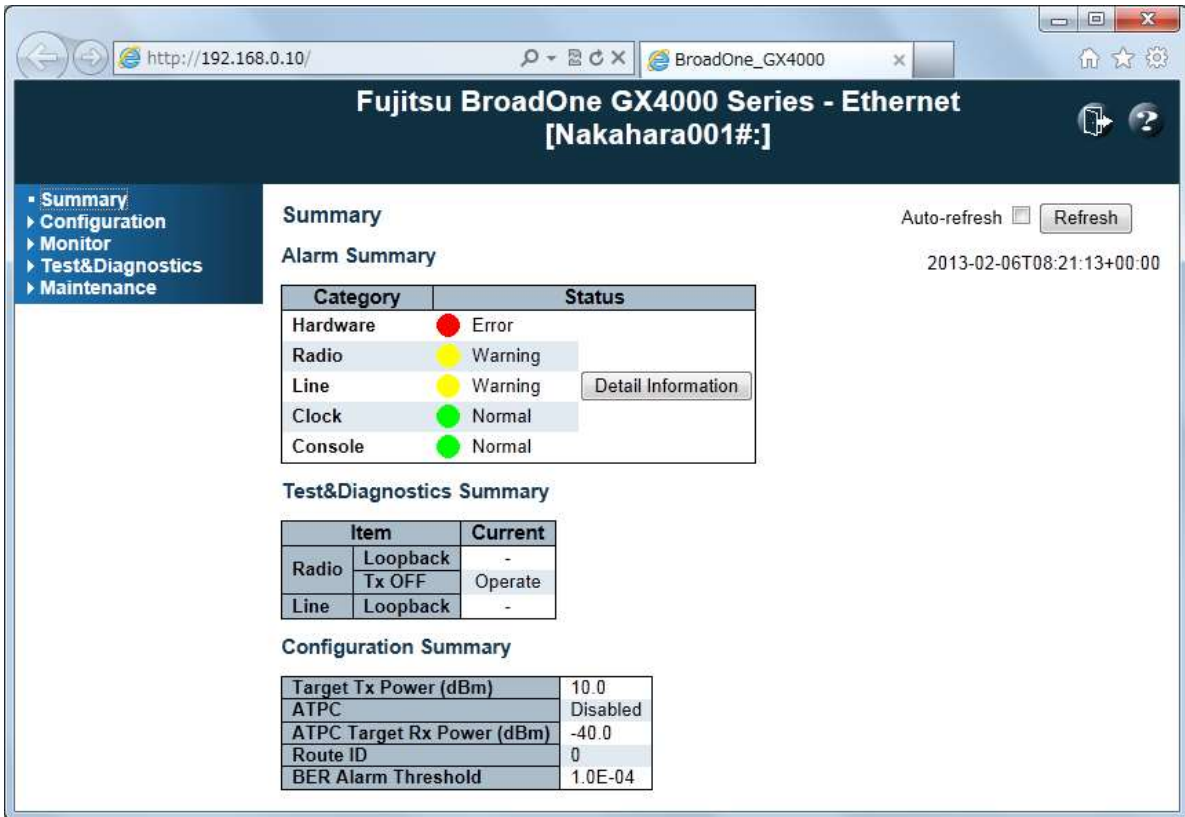 http://192.168.0.10/
BroadOne_GX4000
Fujitsu BroadOne GX4000 Series - Ethernet
[Nakahara001#:]
Summary
Configuration
Monitor
Test&Diagnostics
Maintenance
Summary
Auto-refresh Refresh
Alarm Summary
2013-02-06T08:21:13+00:00
Category Status
Hardware Error
Radio Warning
Line Warning Detail Information
Clock Normal
Console Normal
Test&Diagnostics Summary
Item Current
Radio Loopback -
Tx OFF Operate
Line Loopback -
Configuration Summary
Target Tx Power (dBm) 10.0
ATPC Disabled
ATPC Target Rx Power (dBm) -40.0
Route ID 0
BER Alarm Threshold 1.0E-04